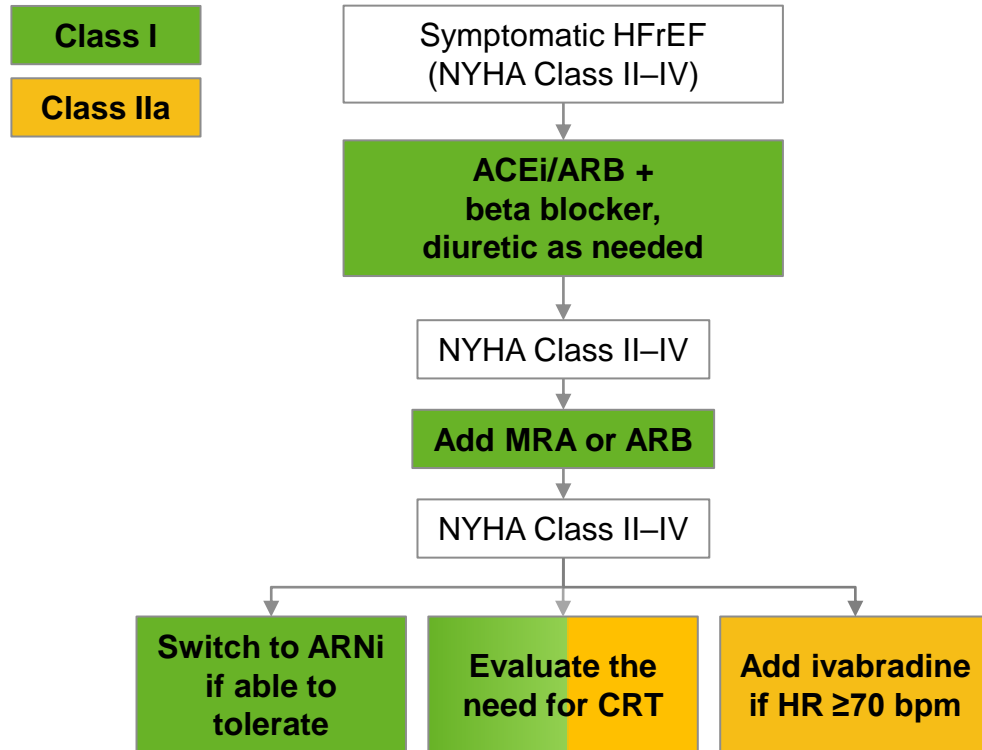 Class I
Class IIa
Symptomatic HFrEF
(NYHA Class II–IV)
ACEi/ARB +
beta blocker,
diuretic as needed
NYHA Class II–IV
Add MRA or ARB
NYHA Class II–IV
Switch to ARNi
if able to
tolerate
Evaluate the
need for CRT
Add ivabradine
if HR ≥70 bpm